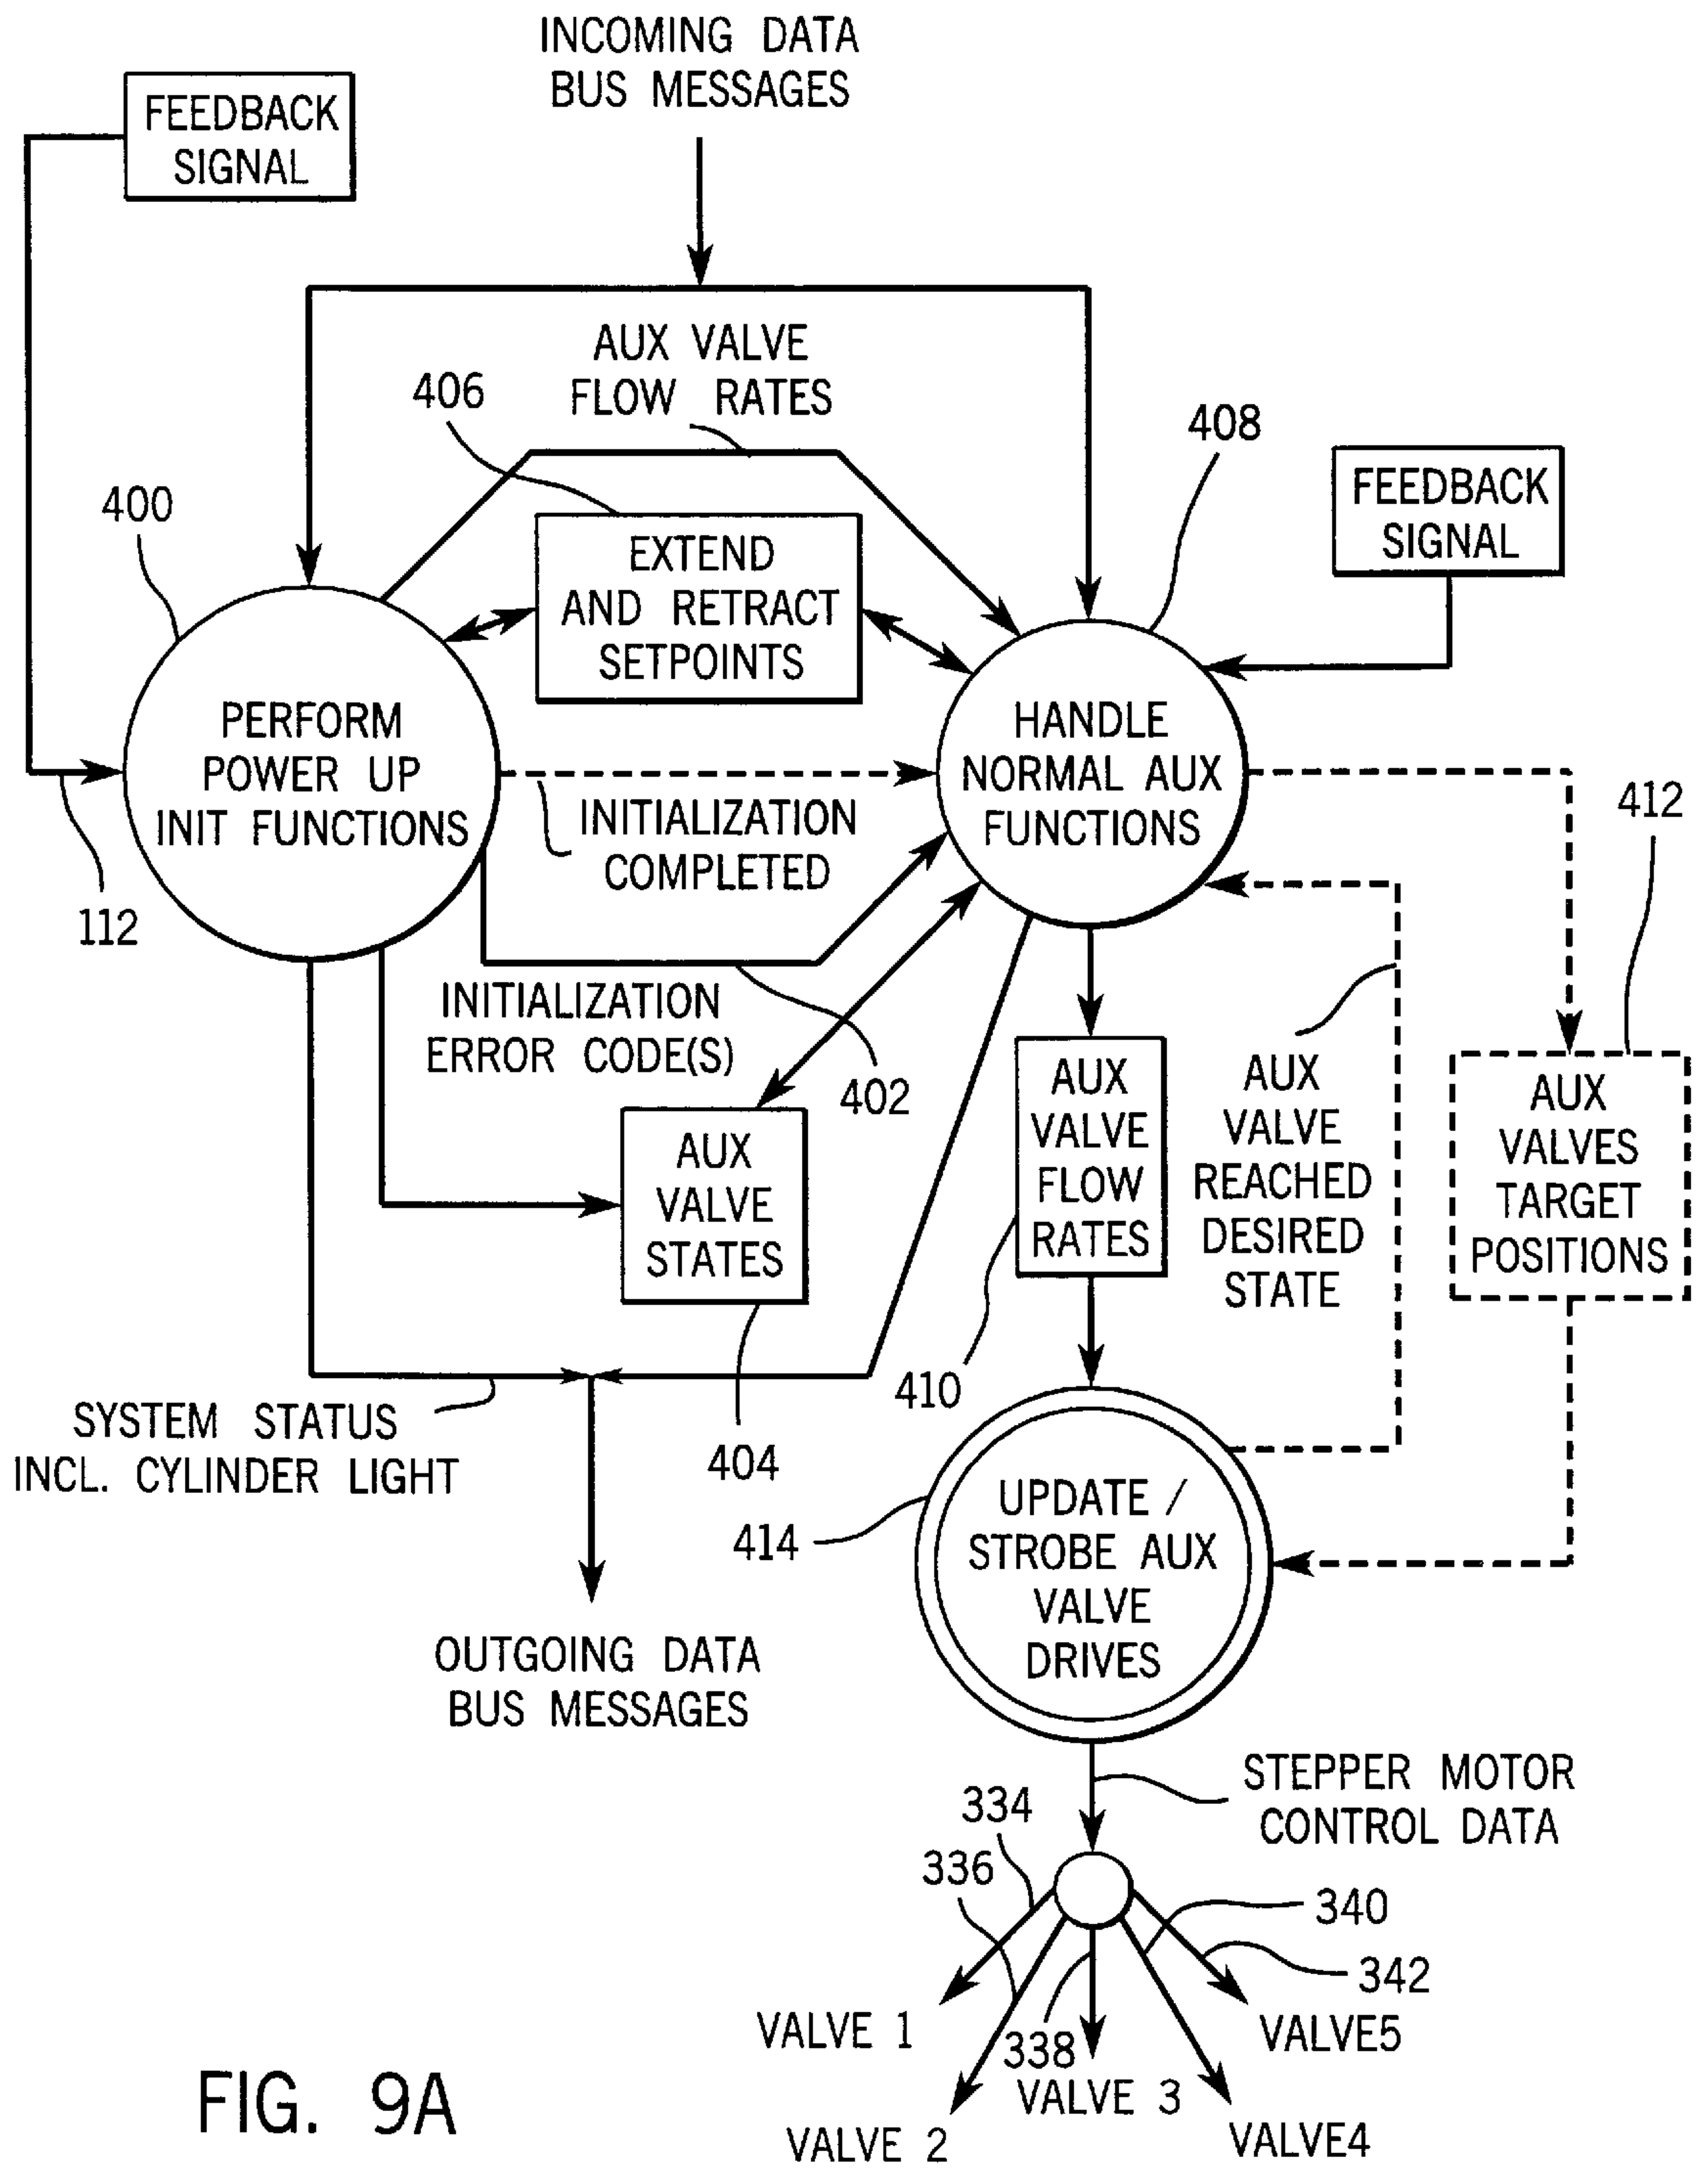 INCOMING DATA
BUS MESSAGES
FEEDBACK
SIGNAL
AUX VALVE
FLOW RATES
406
408
400
FEEDBACK
SIGNAL
EXTEND
AND RETRACT
SETPOINTS
PERFORM
POWER UP
INIT FUNCTIONS
HANDLE
NORMAL AUX
FUNCTIONS
412
INITIALIZATION
COMPLETED
112
INITIALIZATION
ERROR CODE(S)
402
AUX
VALVE
STATES
AUX
VALVE
FLOW
RATES
AUX
VALVE
REACHED
DESIRED
STATE
AUX
VALVES
TARGET
POSITIONS
410
SYSTEM STATUS
INCL. CYLINDER LIGHT
404
414
UPDATE /
STROBE AUX
VALVE
DRIVES
OUTGOING DATA
BUS MESSAGES
STEPPER MOTOR
CONTROL DATA
334
336
340
342
338
VALVE 1
VALVE5
VALVE 3
VALVE 2
VALVE4
FIG. 9A